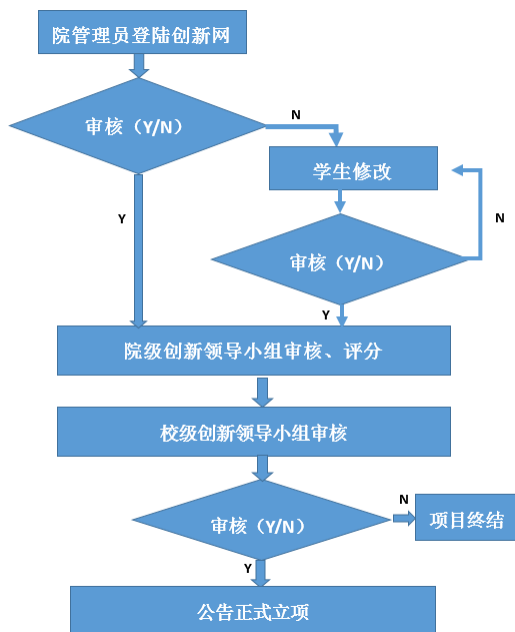 院管理员登陆创新网
审核（Y/N）
N
学生修改
Y
N
审核（Y/N）
Y
院级创新领导小组审核、评分
校级创新领导小组审核
审核（Y/N）
N
项目终结
Y
公告正式立项